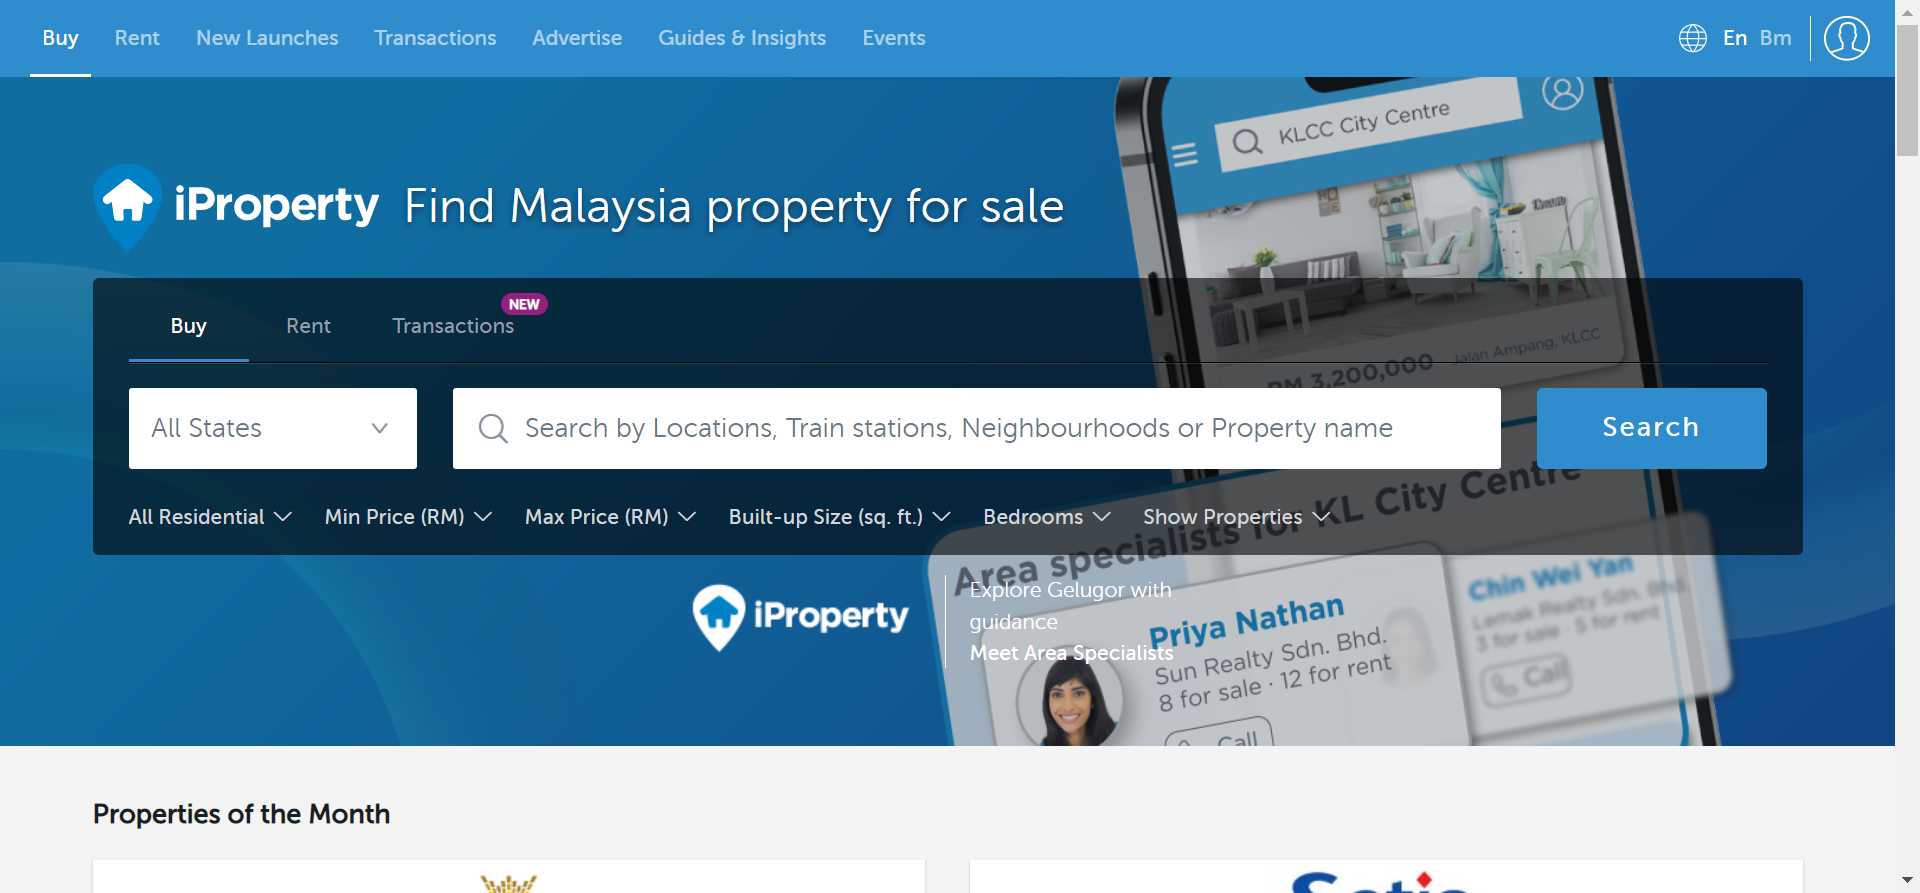 Buy Rent New Launches Transactions Advertise Guides & Insights Events En Bm
KLCC City Centre
iProperty Find Malaysia property for sale
NEW
Buy Rent Transactions
Jalan Ampang, KLCC
RM 3,200,000
All States Search by Locations, Train stations, Neighbourhoods or Property name Search
All Residential Min Price (RM) Max Price (RM) Built-up Size (sq. ft.) Bedrooms Show Properties
Area specialists for KL City Centre
iProperty
Explore Gelugor with
guidance
Meet Area Specialists
Priya Nathan
Sun Realty Sdn. Bhd.
8 for sale · 12 for rent
Call
Chin Wei Yan
Lemak Realty Sdn. Bhd.
3 for sale · 5 for rent
Call
Properties of the Month